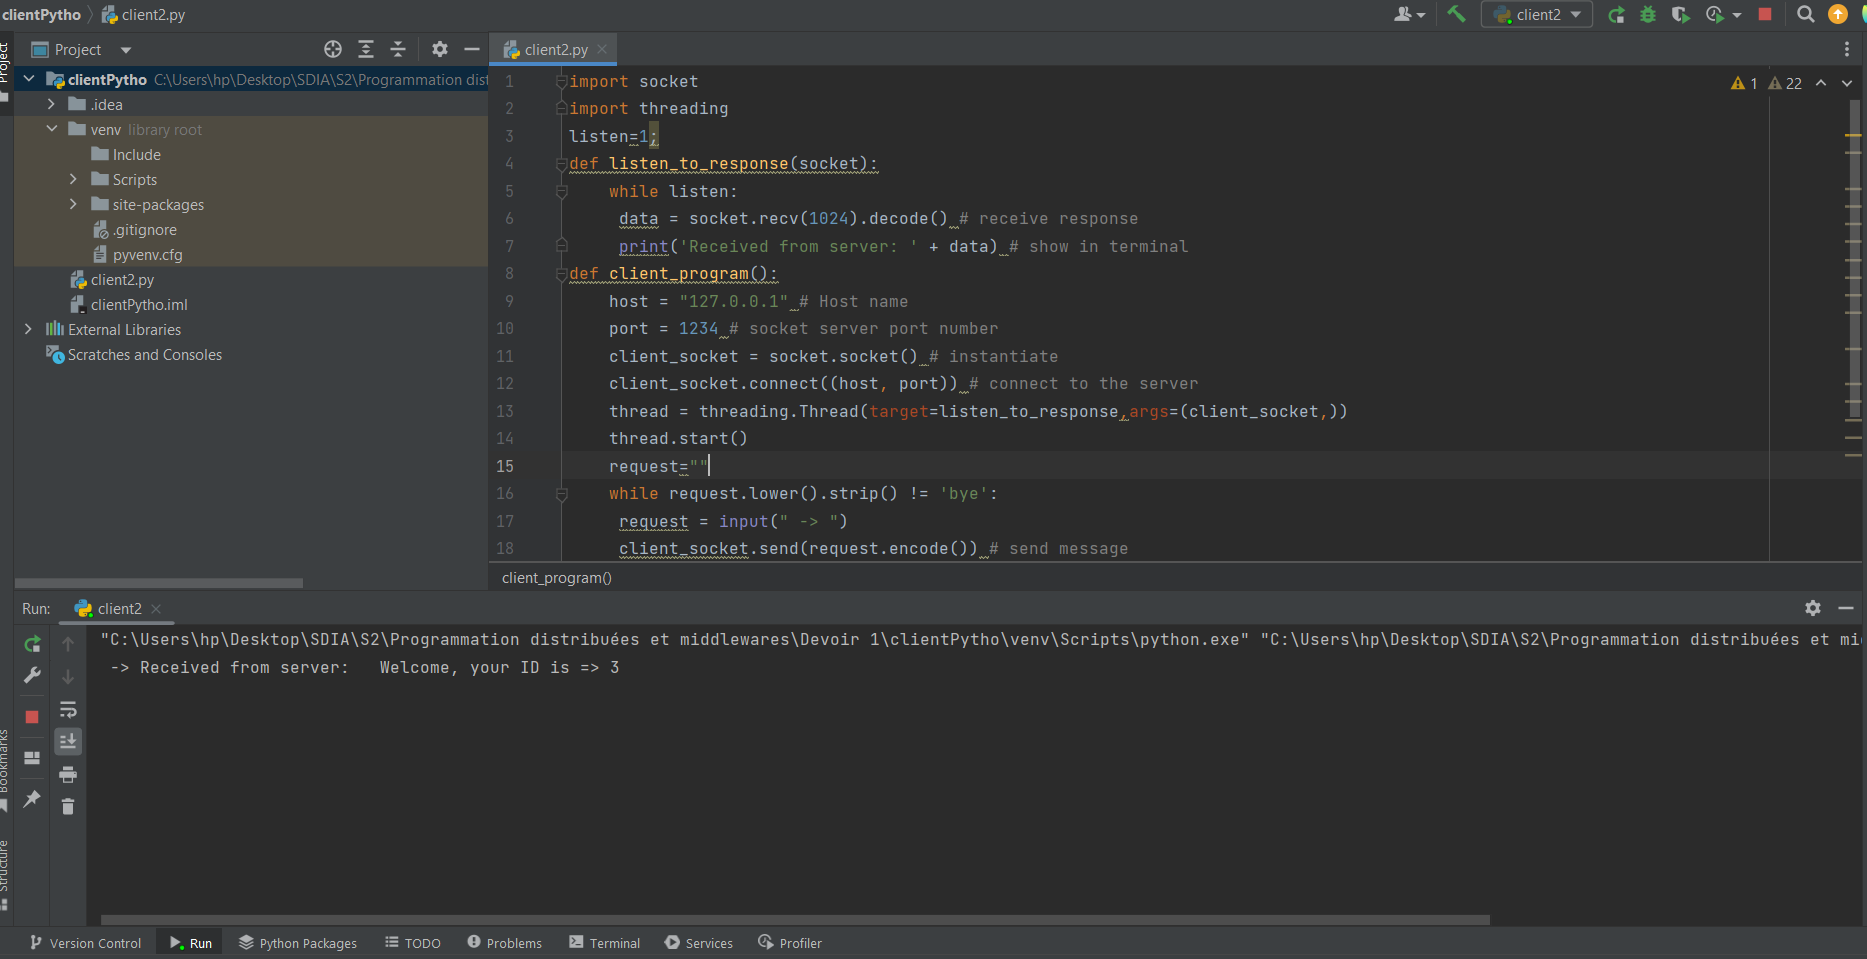 clientPytho client2.py
client2
Project
Project
client2.py
clientPytho C:\Users\hp\Desktop\SDIA\S2\Programmation dist
1 import socket
1 22
.idea
2 import threading
venv library root
3 listen=1;
Include
4 def listen_to_response(socket):
Scripts
5 while listen:
site-packages
6 data = socket.recv(1024).decode() # receive response
.gitignore
7 print('Received from server: ' + data) # show in terminal
pyvenv.cfg
8 def client_program():
client2.py
9 host = "127.0.0.1" # Host name
clientPytho.iml
10 port = 1234 # socket server port number
External Libraries
11 client_socket = socket.socket() # instantiate
Scratches and Consoles
12 client_socket.connect((host, port)) # connect to the server
13 thread = threading.Thread(target=listen_to_response,args=(client_socket,))
14 thread.start()
15 request=""
16 while request.lower().strip() != 'bye':
17 request = input(" -> ")
18 client_socket.send(request.encode()) # send message
client_program()
Run: client2
"C:\Users\hp\Desktop\SDIA\S2\Programmation distribuées et middlewares\Devoir 1\clientPytho\venv\Scripts\python.exe" "C:\Users\hp\Desktop\SDIA\S2\Programmation distribuées et mi
-> Received from server:   Welcome, your ID is => 3
Bookmarks
Structure
Version Control Run Python Packages TODO Problems Terminal Services Profiler